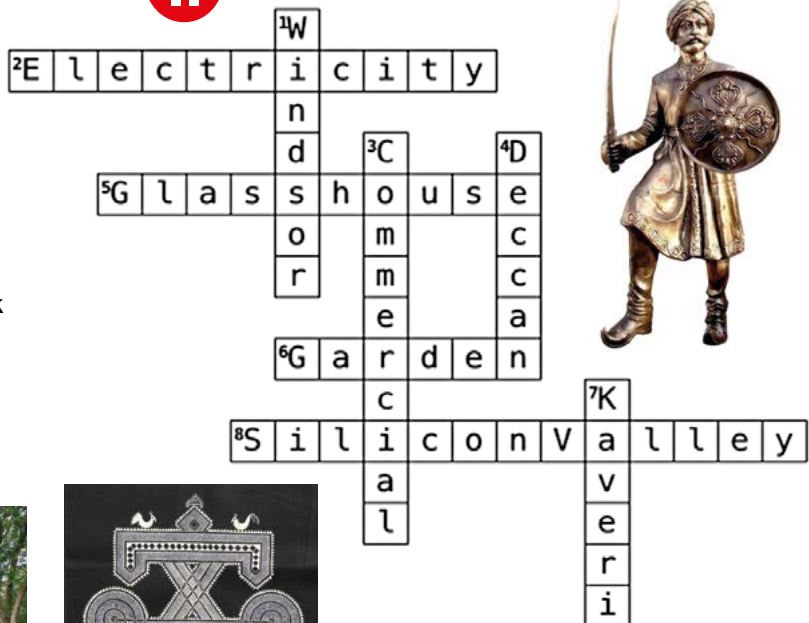 1W
2Electricity
n
d 3C 4D
5Glasshouse
o m c
r m c
e a
6Garden
c 7K
8SiliconValley
a v
l e
r
i